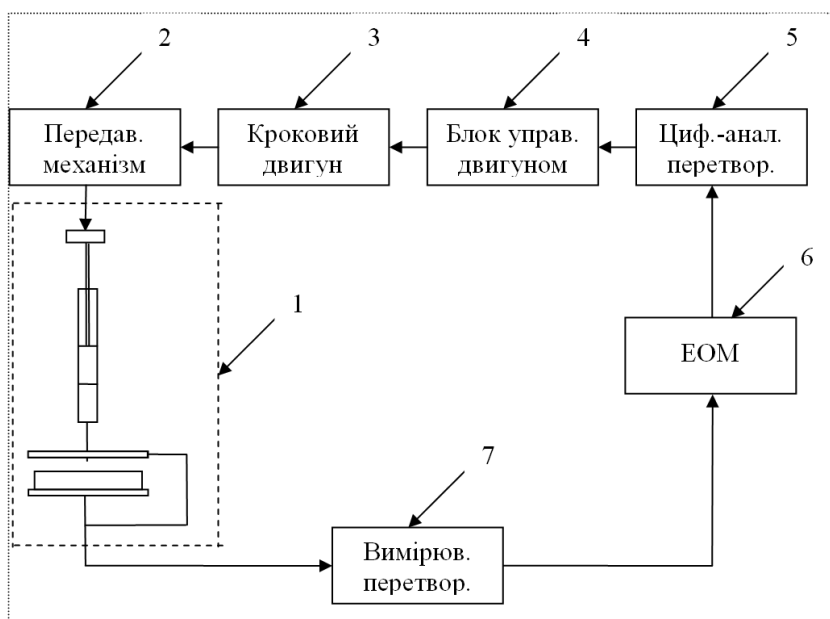 2
3
4
5
Передав.
механізм
Кроковий
двигун
Блок управ.
двигуном
Циф.-анал.
перетвор.
1
6
ЕОМ
7
Вимірюв.
перетвор.